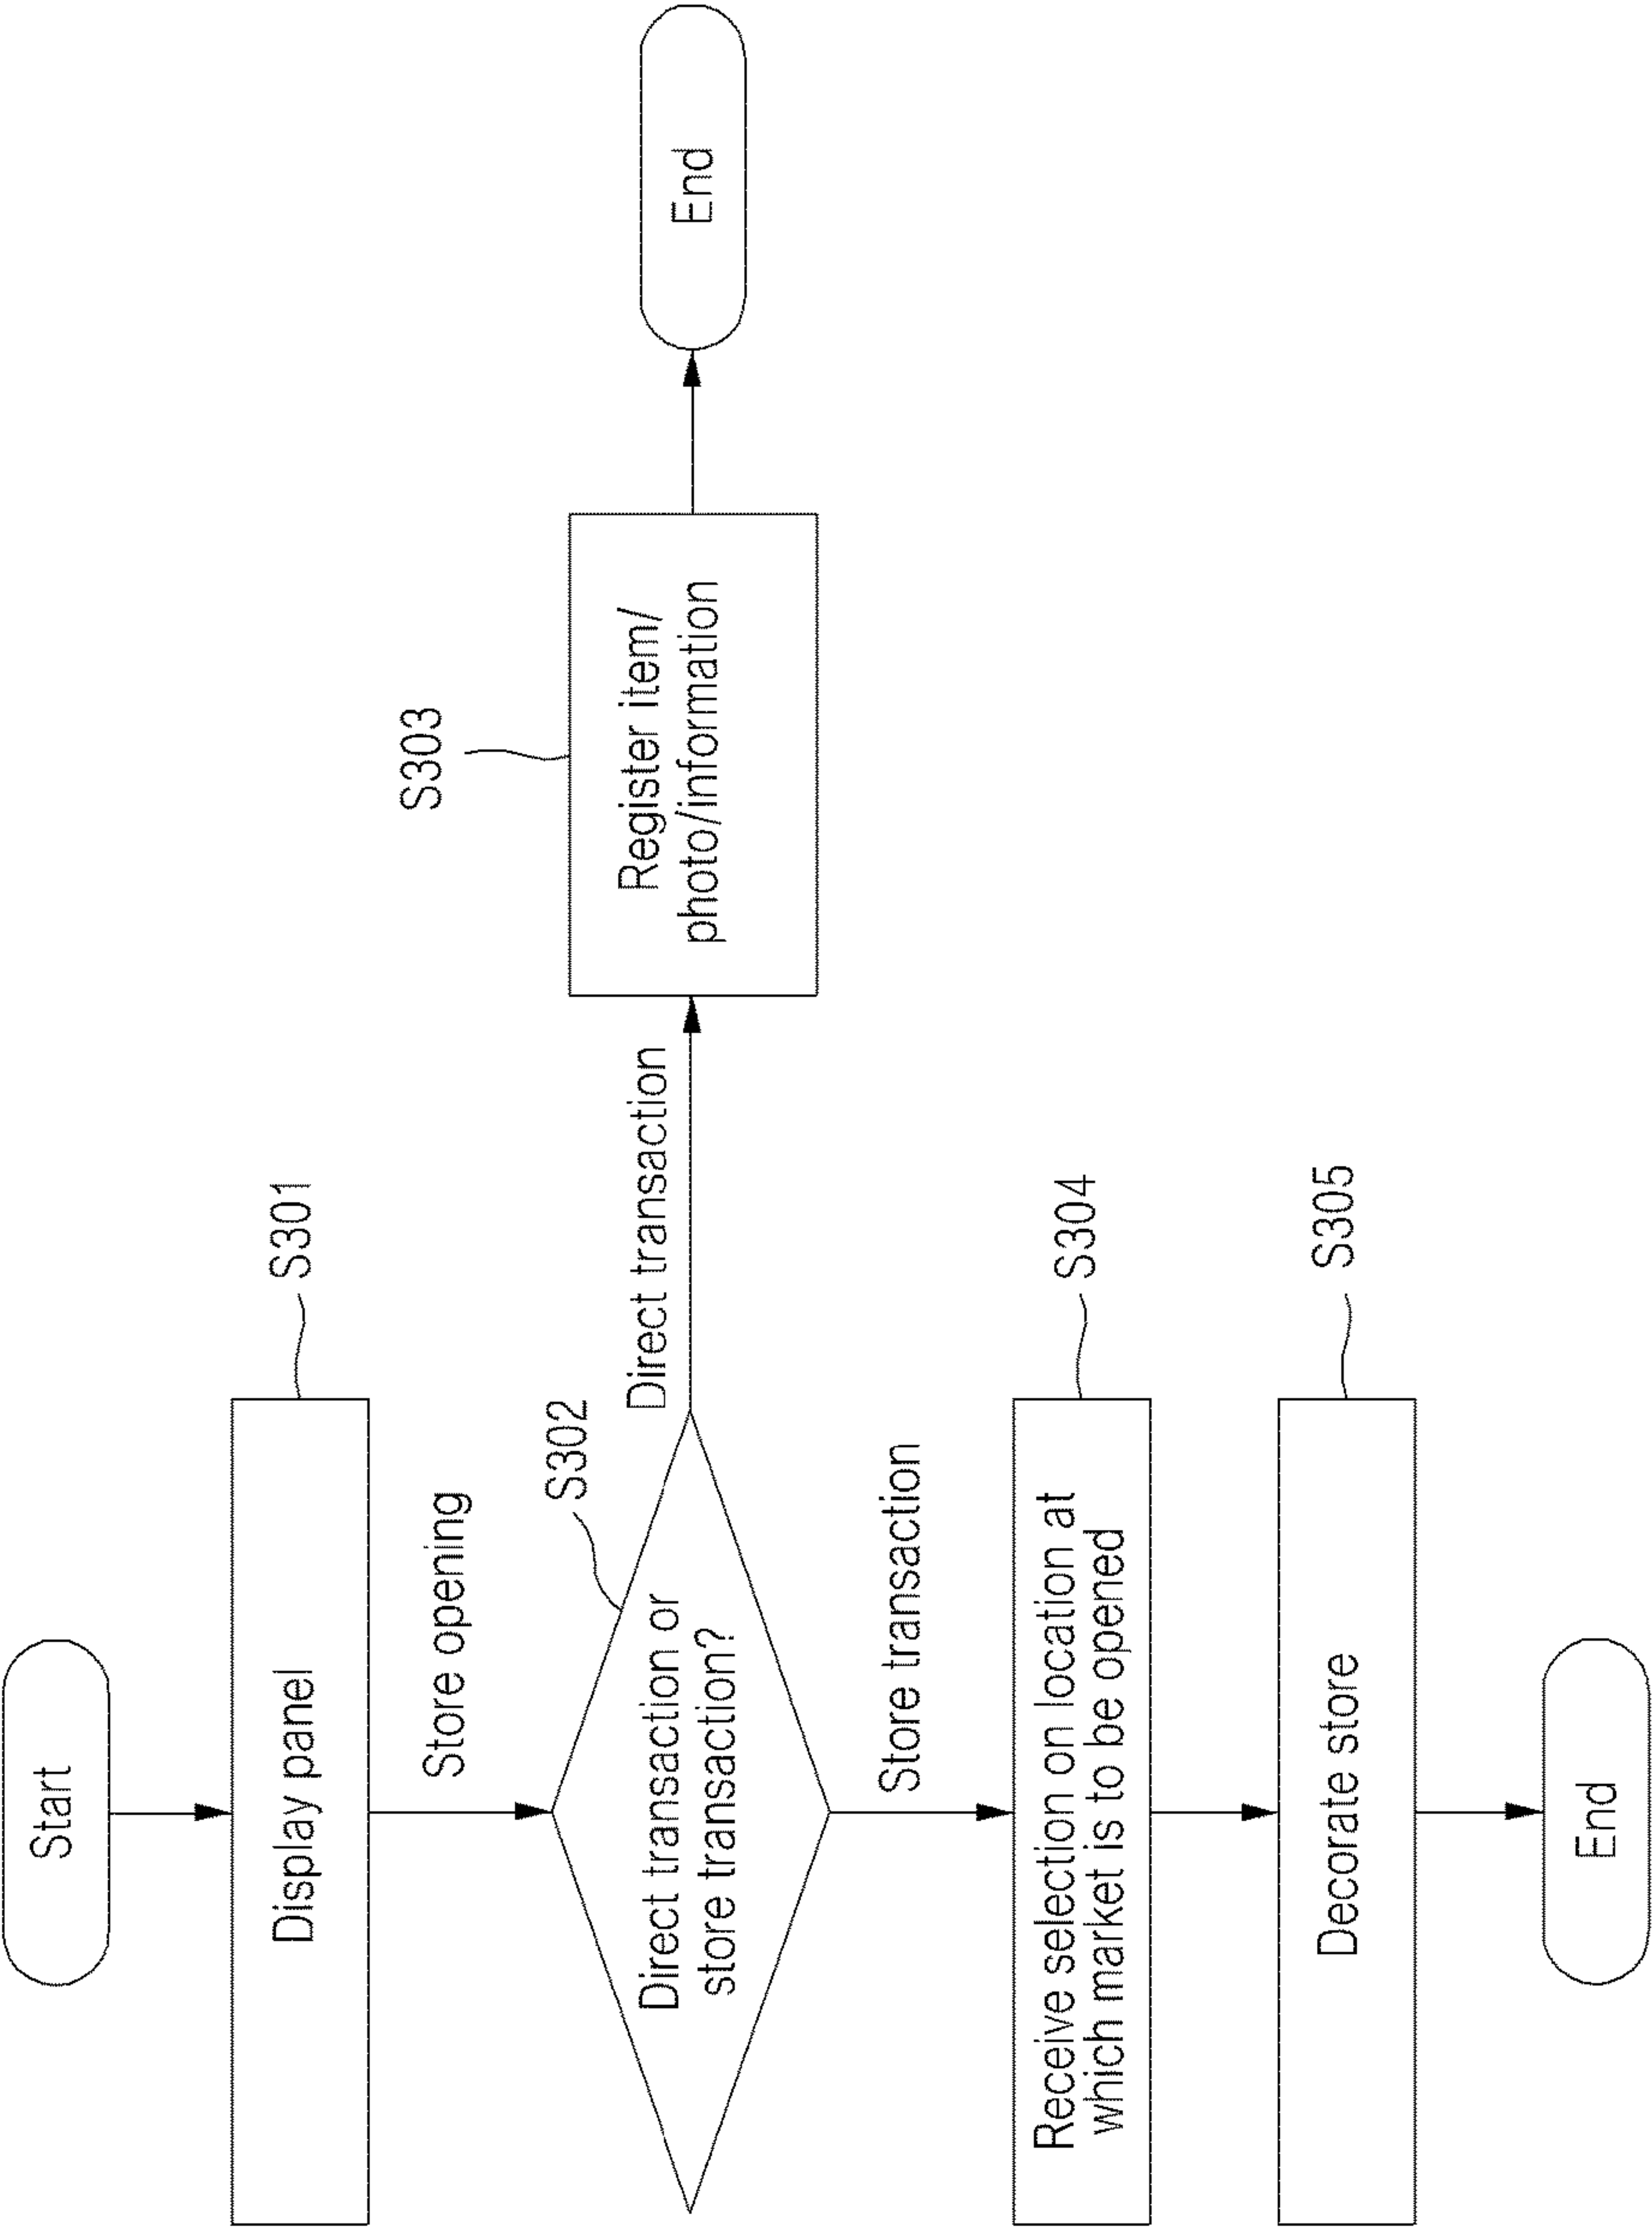 Start
Display panel
S301
Store opening
S302
Direct transaction or
store transaction?
Direct transaction
S303
Register item/
photo/information
End
Store transaction
S304
Receive selection on location at
which market is to be opened
S305
Decorate store
End